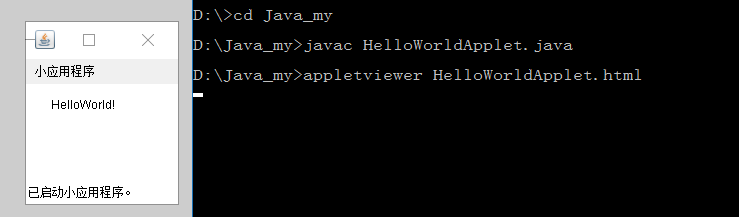 小应用程序
HelloWorld!
已启动小应用程序。
D:\>cd Java_my
D:\Java_my>javac HelloWorldApplet.java
D:\Java_my>appletviewer HelloWorldApplet.html